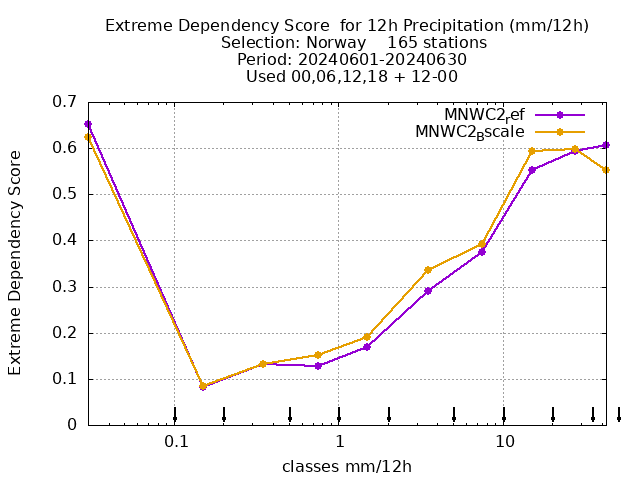 Extreme Dependency Score  for 12h Precipitation (mm/12h)
Selection: Norway    165 stations
Period: 20240601-20240630
Used 00,06,12,18 + 12-00
MNWC2ref
MNWC2Bscale
0.7
0.6
0.5
0.4
0.3
0.2
0.1
0
Extreme Dependency Score
0.1
1
10
classes mm/12h